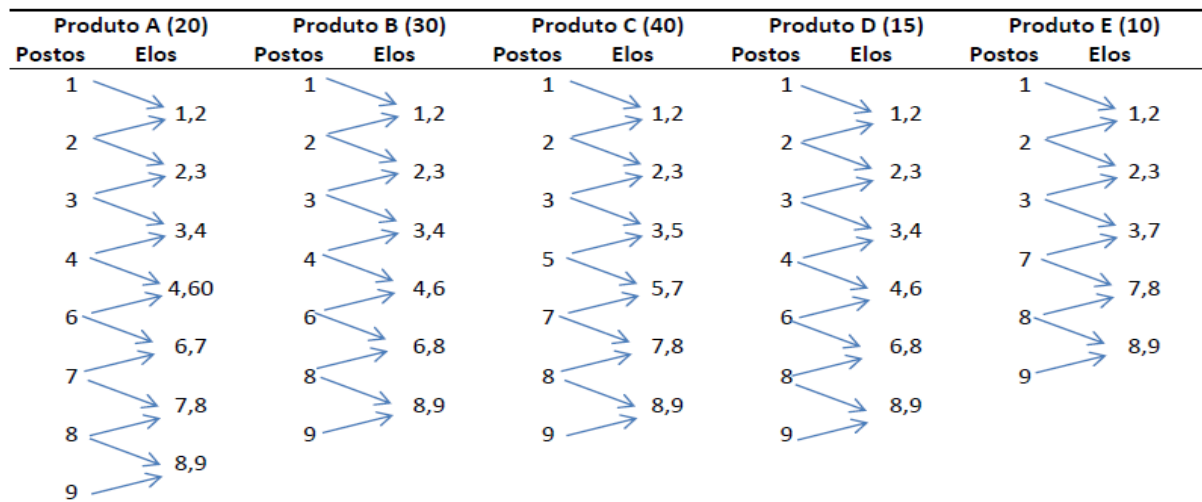 Produto A (20) Produto B (30) Produto C (40) Produto D (15) Produto E (10)
Postos Elos Postos Elos Postos Elos Postos Elos Postos Elos
1 1 1 1 1
1,2 1,2 1,2 1,2 1,2
2 2 2 2 2
2,3 2,3 2,3 2,3 2,3
3 3 3 3 3
3,4 3,4 3,5 3,4 3,7
4 4 5 4 7
4,60 4,6 5,7 4,6 7,8
6 6 7 6 8
6,7 6,8 7,8 6,8 8,9
7 8 8 8 9
7,8 8,9 8,9 8,9
8 9 9 9
8,9
9